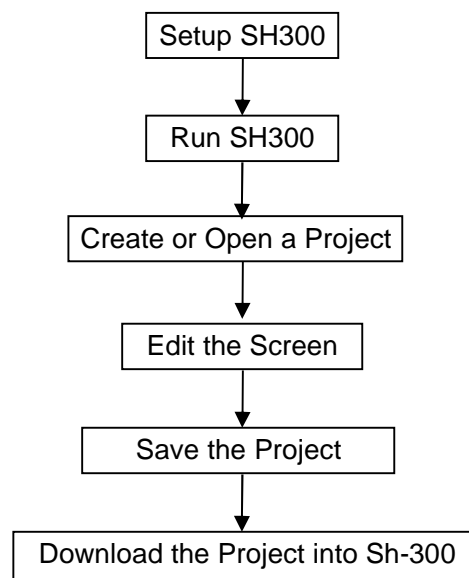 Setup SH300
Run SH300
Create or Open a Project
Edit the Screen
Save the Project
Download the Project into Sh-300